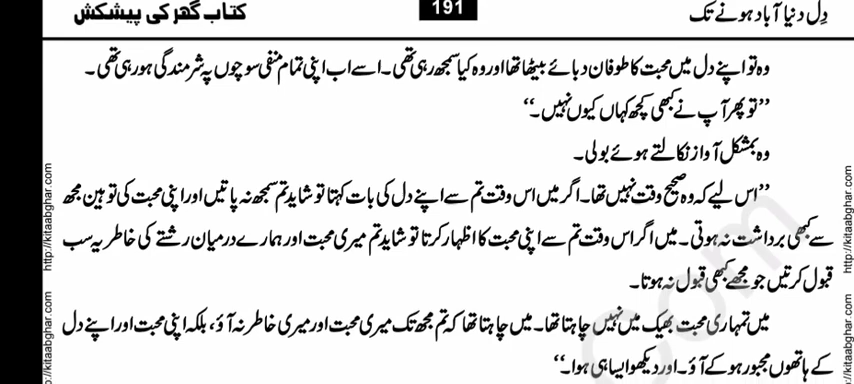 دِل دنیا آباد ہونے تک 191 کتاب گھر کی پیشکش
وہ تو اپنے دل میں محبت کا طوفان دبائے بیٹھا تھا اور وہ کیا سمجھ رہی تھی۔ اسے اب اپنی تمام منفی سوچوں پہ شرمندگی ہو رہی تھی۔
’’تو پھر آپ نے کبھی کچھ کہاں کیوں نہیں۔‘‘
وہ بمشکل آواز نکالتے ہوئے بولی۔
’’اس لیے کہ وہ صحیح وقت نہیں تھا۔ اگر میں اس وقت تم سے اپنے دل کی بات کہتا تو شاید تم سمجھ نہ پاتیں اور اپنی محبت کی توہین مجھ
سے کبھی برداشت نہ ہوتی۔ میں اگر اس وقت تم سے اپنی محبت کا اظہار کرتا تو شاید تم میری محبت اور ہمارے درمیان رشتے کی خاطر یہ سب
قبول کرتیں جو مجھے کبھی قبول نہ ہوتا۔
میں تمہاری محبت بھیک میں نہیں چاہتا تھا۔ میں چاہتا تھا کہ تم مجھ تک میری محبت اور میری خاطر نہ آؤ، بلکہ اپنی محبت اور اپنے دل
کے ہاتھوں مجبور ہو کے آؤ۔ اور دیکھو ایسا ہی ہوا۔‘‘
http://kitaabghar.com
http://kitaabghar.com
http://kitaabghar.com
http://kitaabghar.com
.com